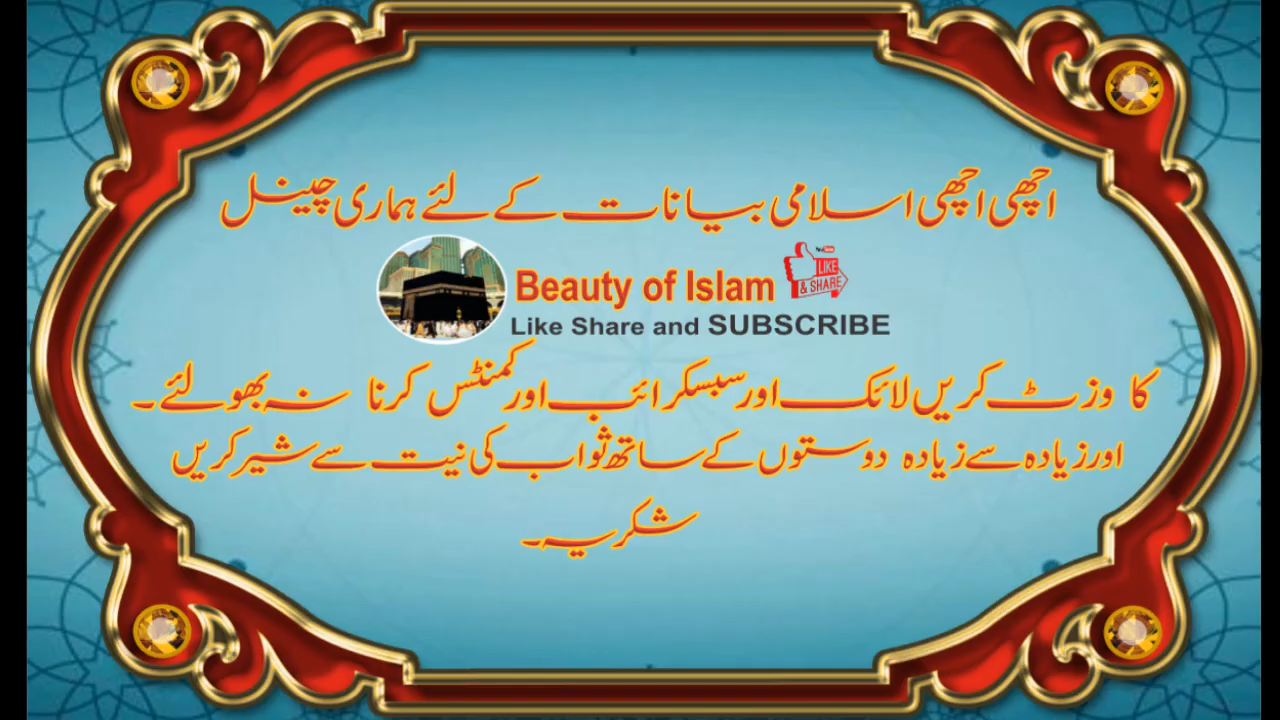 اچھی اچھی اسلامی بیانات کے لئے ہماری چینل
Beauty of Islam
LIKE
& SHARE
Like Share and SUBSCRIBE
کا وزٹ کریں لائک اور سبسکرائب اور کمنٹس کرنا نہ بھولئے۔
اور زیادہ سے زیادہ دوستوں کے ساتھ ثواب کی نیت سے شیر کریں
شکریہ۔